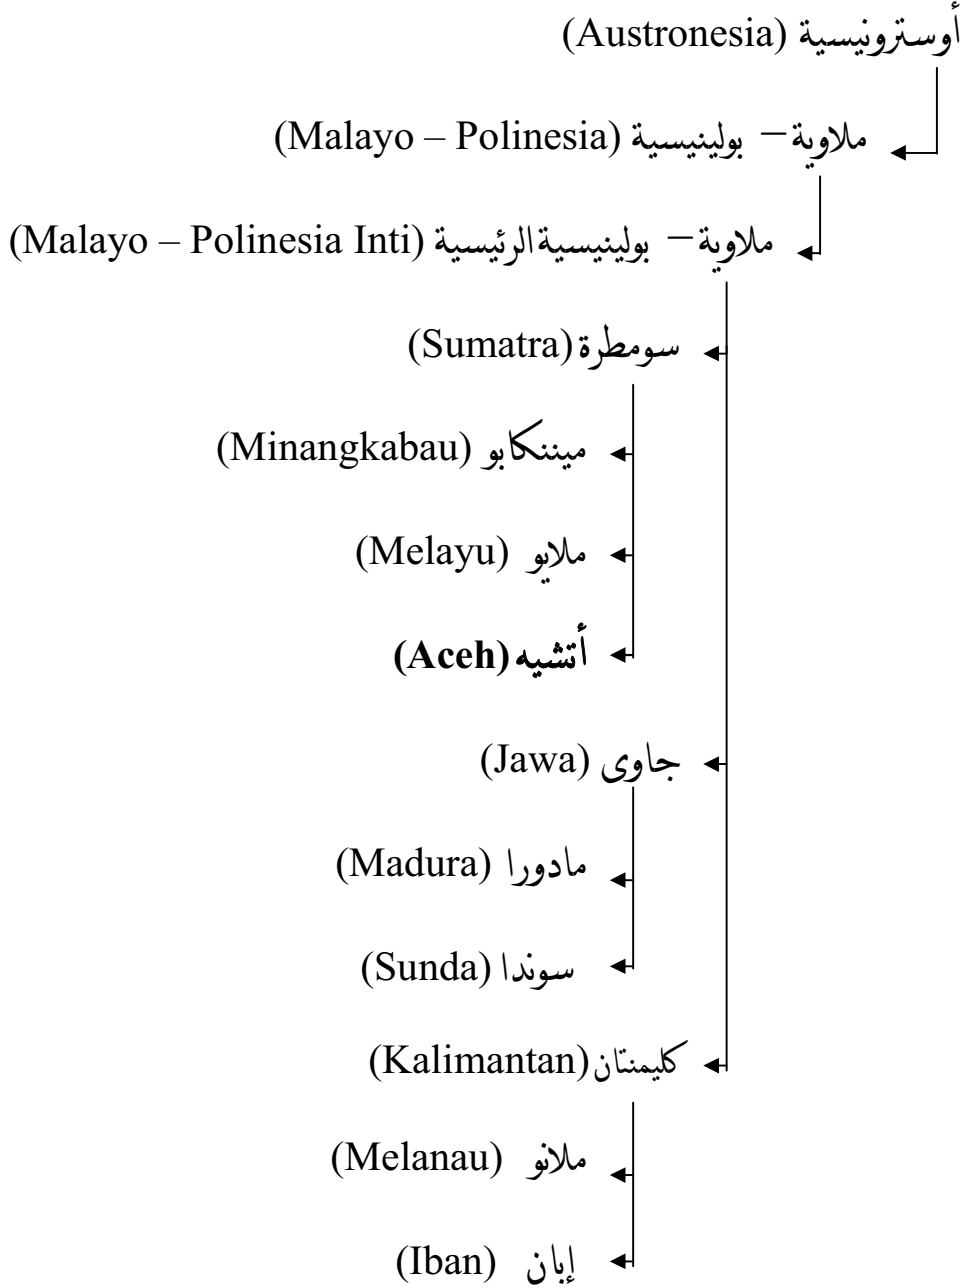 أوسترونيسية (Austronesia)
ملاوية – بولينيسية (Malayo – Polinesia)
ملاوية – بولينيسية الرئيسية (Malayo – Polinesia Inti)
سومطرة (Sumatra)
ميننكابو (Minangkabau)
ملايو (Melayu)
أتشيه (Aceh)
جاوى (Jawa)
مادورا (Madura)
سوندا (Sunda)
كليمنتان (Kalimantan)
ملانو (Melanau)
إبان (Iban)